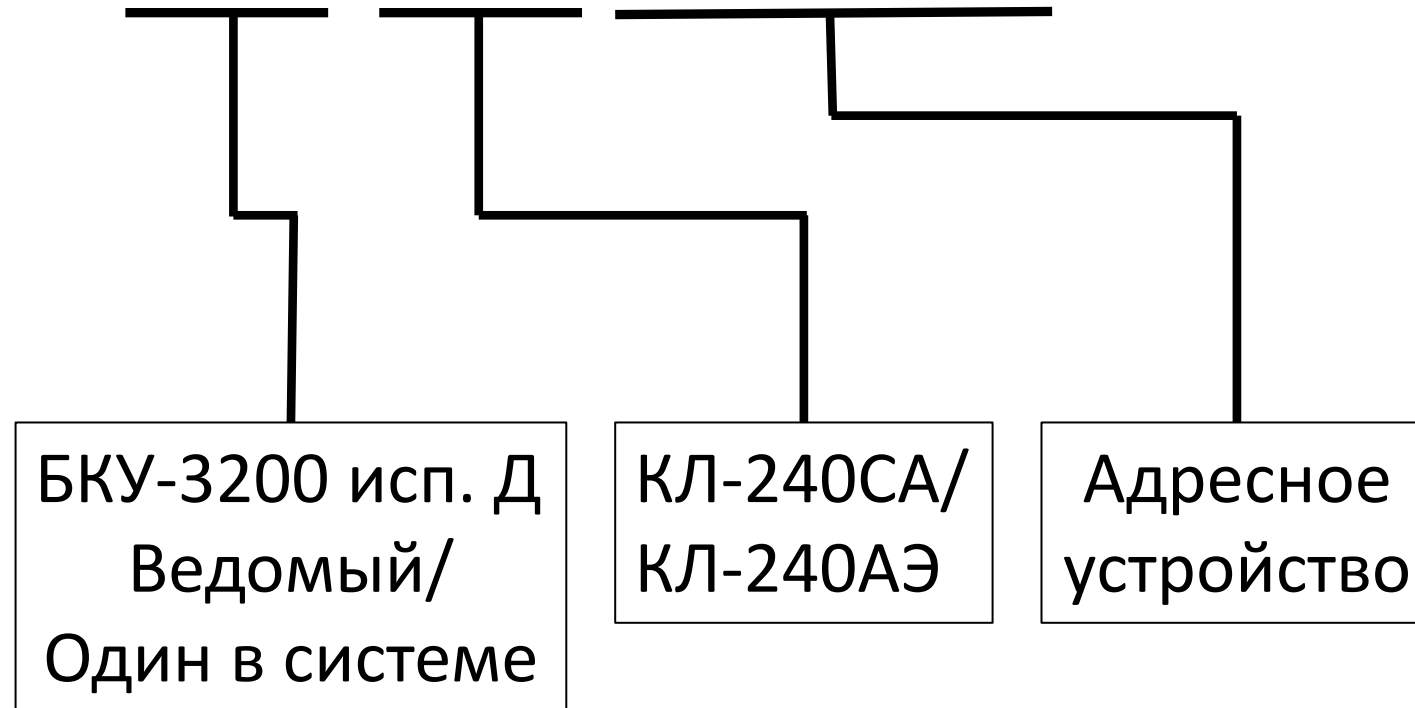 БКУ-3200 исп. Д
Ведомый/
Один в системе
КЛ-240СА/
КЛ-240АЭ
Адресное
устройство